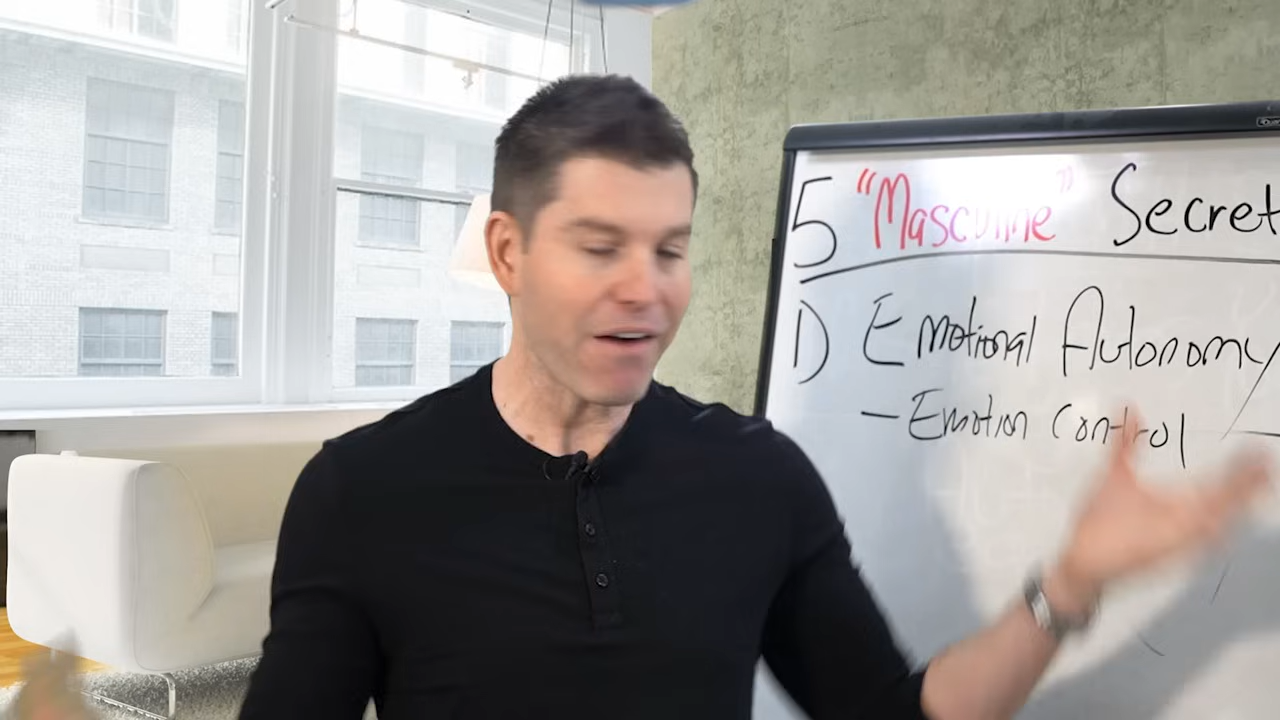 5 "Masculine" Secret
1) Emotional Autonomy/
- Emotion Control